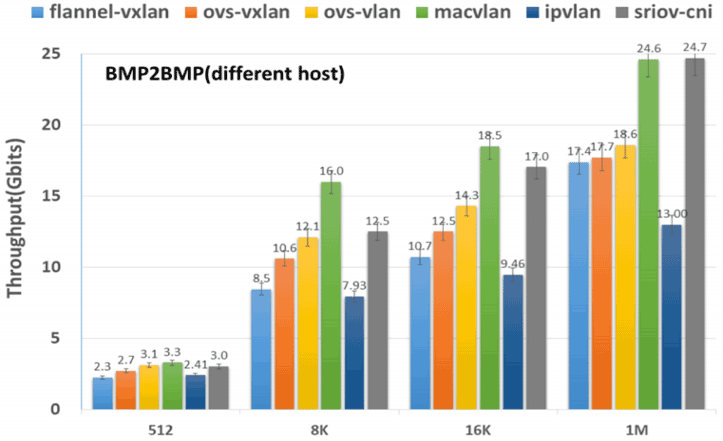 flannel-vxlan ovs-vxlan ovs-vlan macvlan ipvlan sriov-cni
BMP2BMP(different host)
Throughput(Gbits)
25
20
15
10
5
0
2.3 2.7 3.1 3.3 2.41 3.0
8.5 10.6 12.1 16.0 7.93 12.5
10.7 12.5 14.3 18.5 9.46 17.0
17.4 17.7 18.6 24.6 13.00 24.7
512 8K 16K 1M